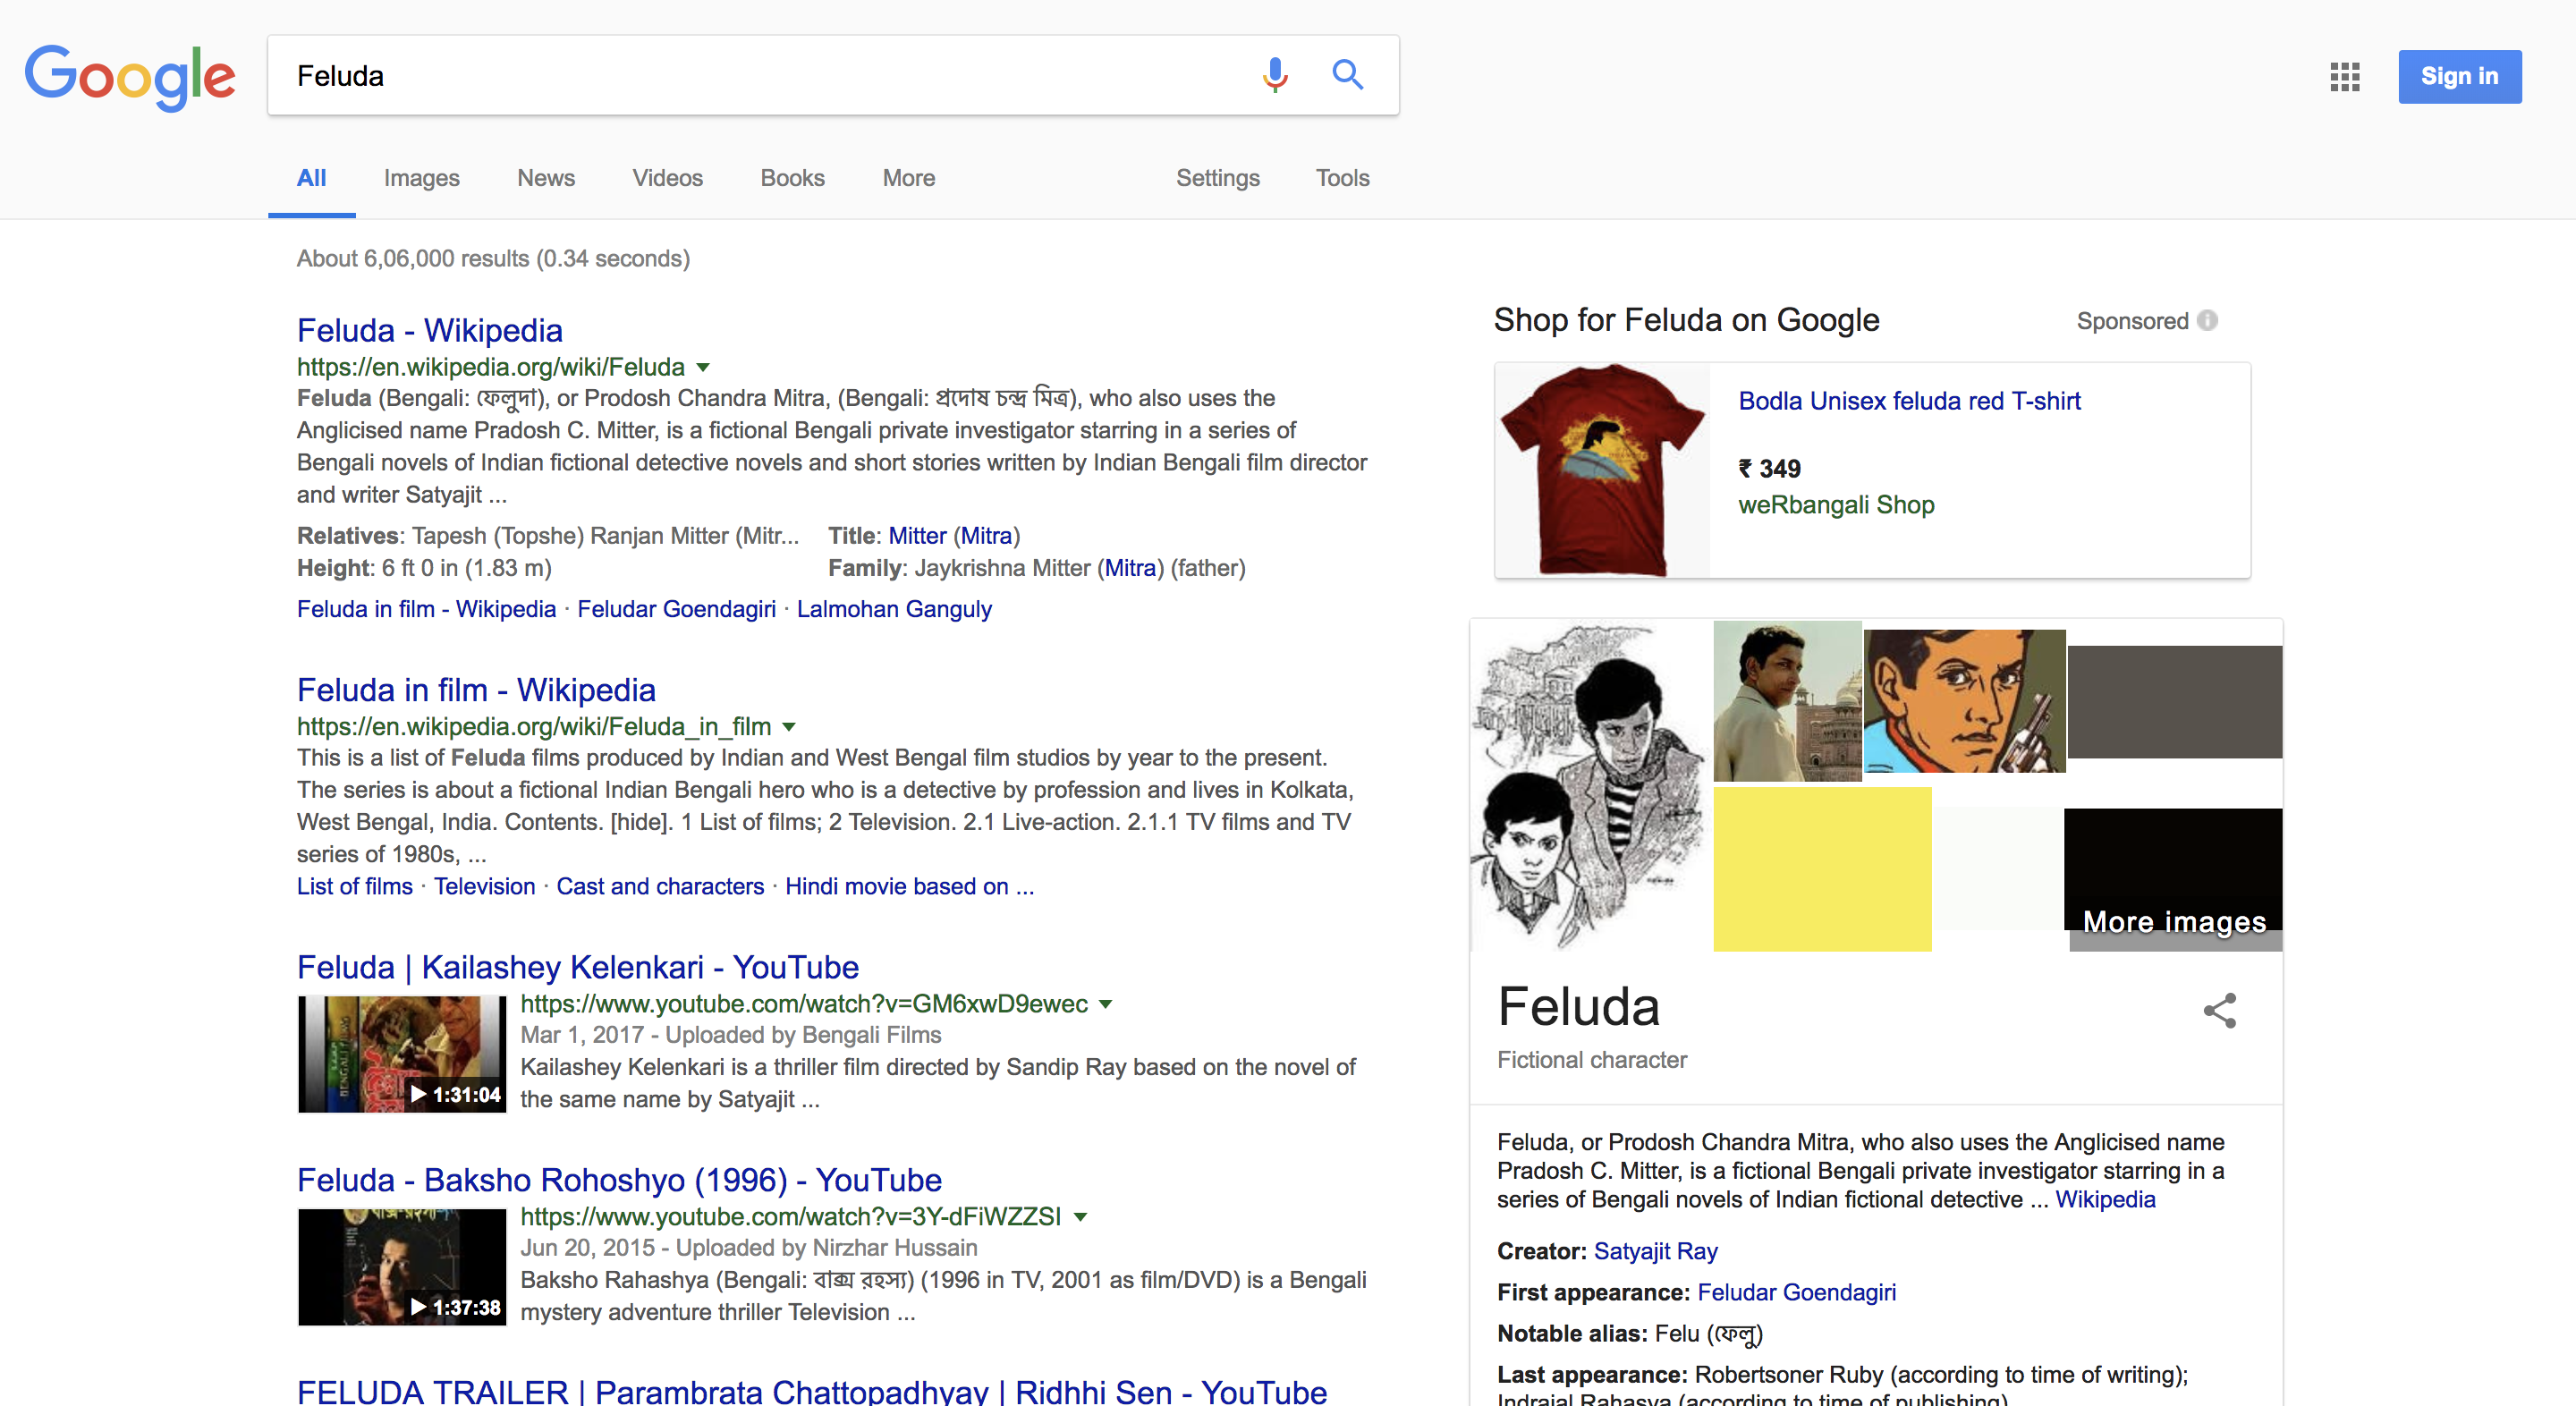 Google
Feluda
Sign in
All Images News Videos Books More Settings Tools
About 6,06,000 results (0.34 seconds)
Feluda - Wikipedia
https://en.wikipedia.org/wiki/Feluda
Feluda (Bengali: ফেলুদা), or Prodosh Chandra Mitra, (Bengali: প্রদোষ চন্দ্র মিত্র), who also uses the
Anglicised name Pradosh C. Mitter, is a fictional Bengali private investigator starring in a series of
Bengali novels of Indian fictional detective novels and short stories written by Indian Bengali film director
and writer Satyajit ...
Relatives: Tapesh (Topshe) Ranjan Mitter (Mitr... Title: Mitter (Mitra)
Height: 6 ft 0 in (1.83 m) Family: Jaykrishna Mitter (Mitra) (father)
Feluda in film - Wikipedia · Feludar Goendagiri · Lalmohan Ganguly
Feluda in film - Wikipedia
https://en.wikipedia.org/wiki/Feluda_in_film
This is a list of Feluda films produced by Indian and West Bengal film studios by year to the present.
The series is about a fictional Indian Bengali hero who is a detective by profession and lives in Kolkata,
West Bengal, India. Contents. [hide]. 1 List of films; 2 Television. 2.1 Live-action. 2.1.1 TV films and TV
series of 1980s, ...
List of films · Television · Cast and characters · Hindi movie based on ...
Feluda | Kailashey Kelenkari - YouTube
https://www.youtube.com/watch?v=GM6xwD9ewec
Mar 1, 2017 - Uploaded by Bengali Films
Kailashey Kelenkari is a thriller film directed by Sandip Ray based on the novel of
the same name by Satyajit ...
1:31:04
Feluda - Baksho Rohoshyo (1996) - YouTube
https://www.youtube.com/watch?v=3Y-dFiWZZSI
Jun 20, 2015 - Uploaded by Nirzhar Hussain
Baksho Rahashya (Bengali: বাক্স রহস্য) (1996 in TV, 2001 as film/DVD) is a Bengali
mystery adventure thriller Television ...
1:37:38
FELUDA TRAILER | Parambrata Chattopadhyay | Ridhhi Sen - YouTube
Shop for Feluda on Google
Sponsored
Bodla Unisex feluda red T-shirt
₹ 349
weRbangali Shop
More images
Feluda
Fictional character
Feluda, or Prodosh Chandra Mitra, who also uses the Anglicised name
Pradosh C. Mitter, is a fictional Bengali private investigator starring in a
series of Bengali novels of Indian fictional detective ... Wikipedia
Creator: Satyajit Ray
First appearance: Feludar Goendagiri
Notable alias: Felu (ফেলু)
Last appearance: Robertsoner Ruby (according to time of writing);
Indrajal Rahasya (according to time of publishing)